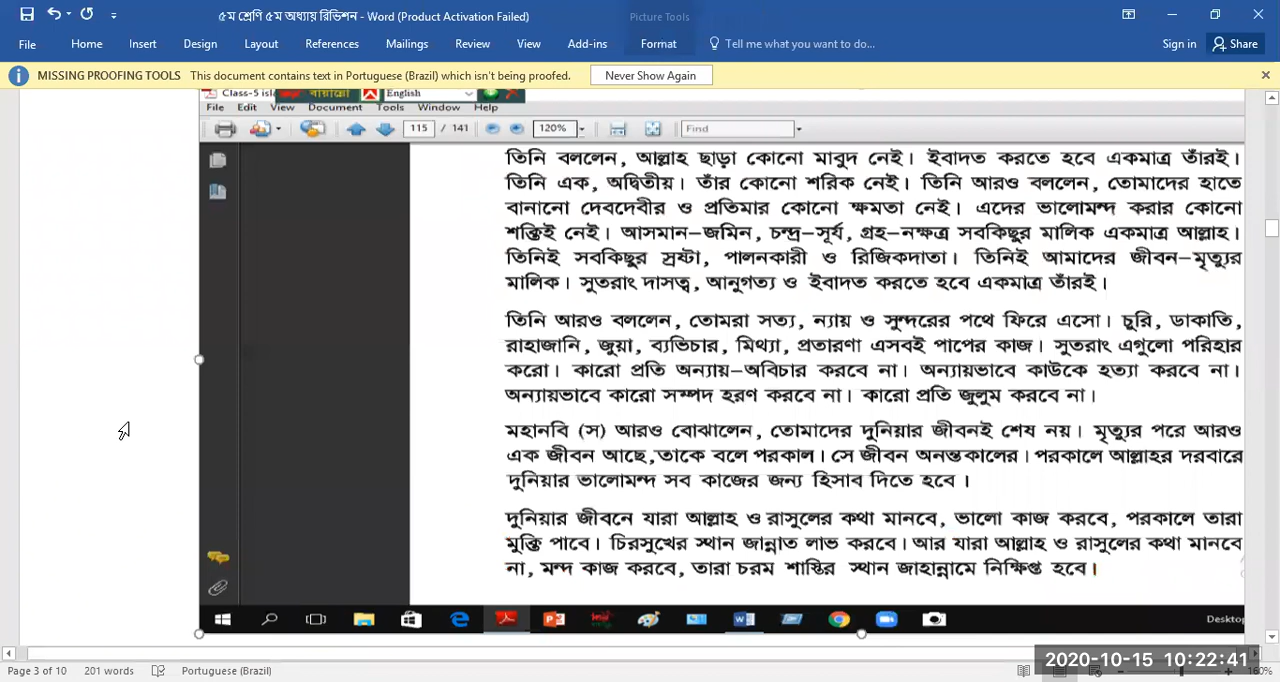 ৫ম শ্রেণি ৫ম অধ্যায় রিভিশন - Word (Product Activation Failed)
Picture Tools
File Home Insert Design Layout References Mailings Review View Add-ins Format Tell me what you want to do... Sign in Share
MISSING PROOFING TOOLS This document contains text in Portuguese (Brazil) which isn't being proofed. Never Show Again
Class-5 isl English
File Edit View Document Tools Window Help
115 / 141 120% Find
তিনি বললেন, আল্লাহ ছাড়া কোনো মাবুদ নেই। ইবাদত করতে হবে একমাত্র তাঁরই।
তিনি এক, অদ্বিতীয়। তাঁর কোনো শরিক নেই। তিনি আরও বললেন, তোমাদের হাতে
বানানো দেবদেবীর ও প্রতিমার কোনো ক্ষমতা নেই। এদের ভালোমন্দ করার কোনো
শক্তিই নেই। আসমান-জমিন, চন্দ্র-সূর্য, গ্রহ-নক্ষত্র সবকিছুর মালিক একমাত্র আল্লাহ।
তিনিই সবকিছুর স্রষ্টা, পালনকারী ও রিজিকদাতা। তিনিই আমাদের জীবন-মৃত্যুর
মালিক। সুতরাং দাসত্ব, আনুগত্য ও ইবাদত করতে হবে একমাত্র তাঁরই।
তিনি আরও বললেন, তোমরা সত্য, ন্যায় ও সুন্দরের পথে ফিরে এসো। চুরি, ডাকাতি,
রাহাজানি, জুয়া, ব্যভিচার, মিথ্যা, প্রতারণা এসবই পাপের কাজ। সুতরাং এগুলো পরিহার
করো। কারো প্রতি অন্যায়-অবিচার করবে না। অন্যায়ভাবে কাউকে হত্যা করবে না।
অন্যায়ভাবে কারো সম্পদ হরণ করবে না। কারো প্রতি জুলুম করবে না।
মহানবি (স) আরও বোঝালেন, তোমাদের দুনিয়ার জীবনই শেষ নয়। মৃত্যুর পরে আরও
এক জীবন আছে,তাকে বলে পরকাল। সে জীবন অনন্তকালের। পরকালে আল্লাহর দরবারে
দুনিয়ার ভালোমন্দ সব কাজের জন্য হিসাব দিতে হবে ।
দুনিয়ার জীবনে যারা আল্লাহ ও রাসুলের কথা মানবে, ভালো কাজ করবে, পরকালে তারা
মুক্তি পাবে। চিরসুখের স্থান জান্নাত লাভ করবে। আর যারা আল্লাহ ও রাসুলের কথা মানবে
না, মন্দ কাজ করবে, তারা চরম শাস্তির স্থান জাহান্নামে নিক্ষিপ্ত হবে।
Desktop
Page 3 of 10 201 words Portuguese (Brazil) 160%
2020-10-15 10:22:41